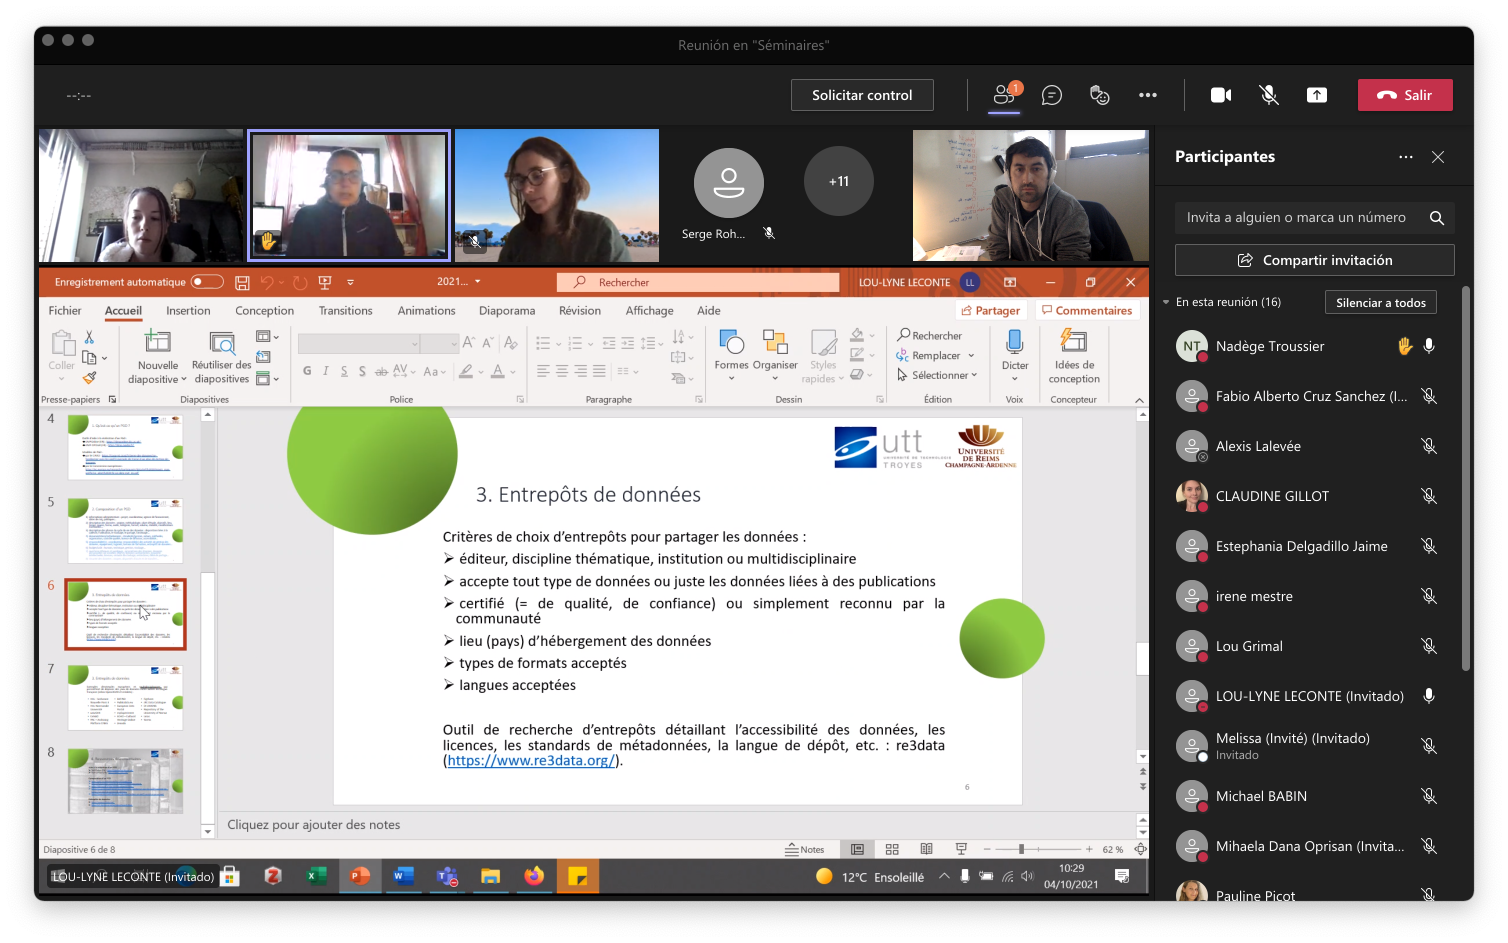 Reunión en "Séminaires"
--:--
Solicitar control
1
Salir
Serge Roh...
+11
Participantes
Invita a alguien o marca un número
Compartir invitación
En esta reunión (16)
Silenciar a todos
NT
Nadège Troussier
Fabio Alberto Cruz Sanchez (I...
Alexis Lalevée
CLAUDINE GILLOT
Estephania Delgadillo Jaime
irene mestre
Lou Grimal
LOU-LYNE LECONTE (Invitado)
Melissa (Invité) (Invitado)
Invitado
Michael BABIN
Mihaela Dana Oprisan (Invita...
Pauline Picot
Enregistrement automatique
2021...
Rechercher
LOU-LYNE LECONTE
LL
Fichier
Accueil
Insertion
Conception
Transitions
Animations
Diaporama
Révision
Affichage
Aide
Partager
Commentaires
Coller
Nouvelle
diapositive
Réutiliser des
diapositives
G I S S ab AV Aa A
Formes
Organiser
Styles
rapides
Rechercher
Remplacer
Sélectionner
Dicter
Idées de
conception
Presse-papiers
Diapositives
Police
Paragraphe
Dessin
Édition
Voix
Concepteur
4
5
6
7
8
utt
UNIVERSITÉ DE TECHNOLOGIE
TROYES
UNIVERSITÉ
DE REIMS
CHAMPAGNE-ARDENNE
3. Entrepôts de données
Critères de choix d'entrepôts pour partager les données :
➢ éditeur, discipline thématique, institution ou multidisciplinaire
➢ accepte tout type de données ou juste les données liées à des publications
➢ certifié (= de qualité, de confiance) ou simplement reconnu par la
communauté
➢ lieu (pays) d'hébergement des données
➢ types de formats acceptés
➢ langues acceptées
Outil de recherche d'entrepôts détaillant l'accessibilité des données, les
licences, les standards de métadonnées, la langue de dépôt, etc. : re3data
(https://www.re3data.org/).
6
Cliquez pour ajouter des notes
Diapositive 6 de 8
Notes
62 %
LOU-LYNE LECONTE (Invitado)
12°C Ensoleillé
10:29
04/10/2021